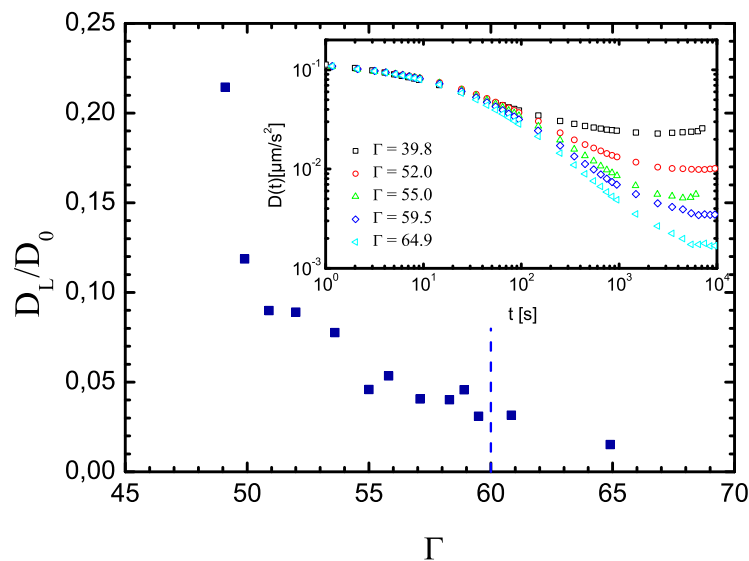 0,25
0,20
0,15
0,10
0,05
0,00
D_L/D_0
45 50 55 60 65 70
Γ
10^-1
10^-2
10^-3
D(t)[μm/s²]
Γ = 39.8
Γ = 52.0
Γ = 55.0
Γ = 59.5
Γ = 64.9
10^0 10^1 10^2 10^3 10^4
t [s]